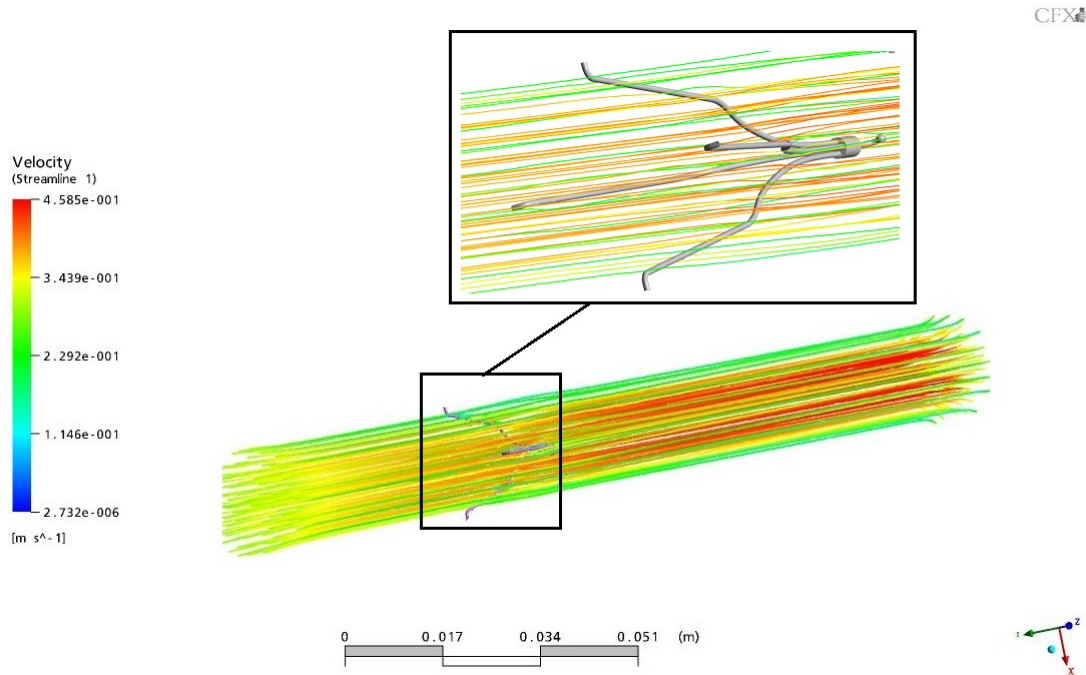 CFX
Velocity
(Streamline 1)
4.585e-001
3.439e-001
2.292e-001
1.146e-001
2.732e-006
[m s^-1]
0 0.017 0.034 0.051 (m)
Z
X